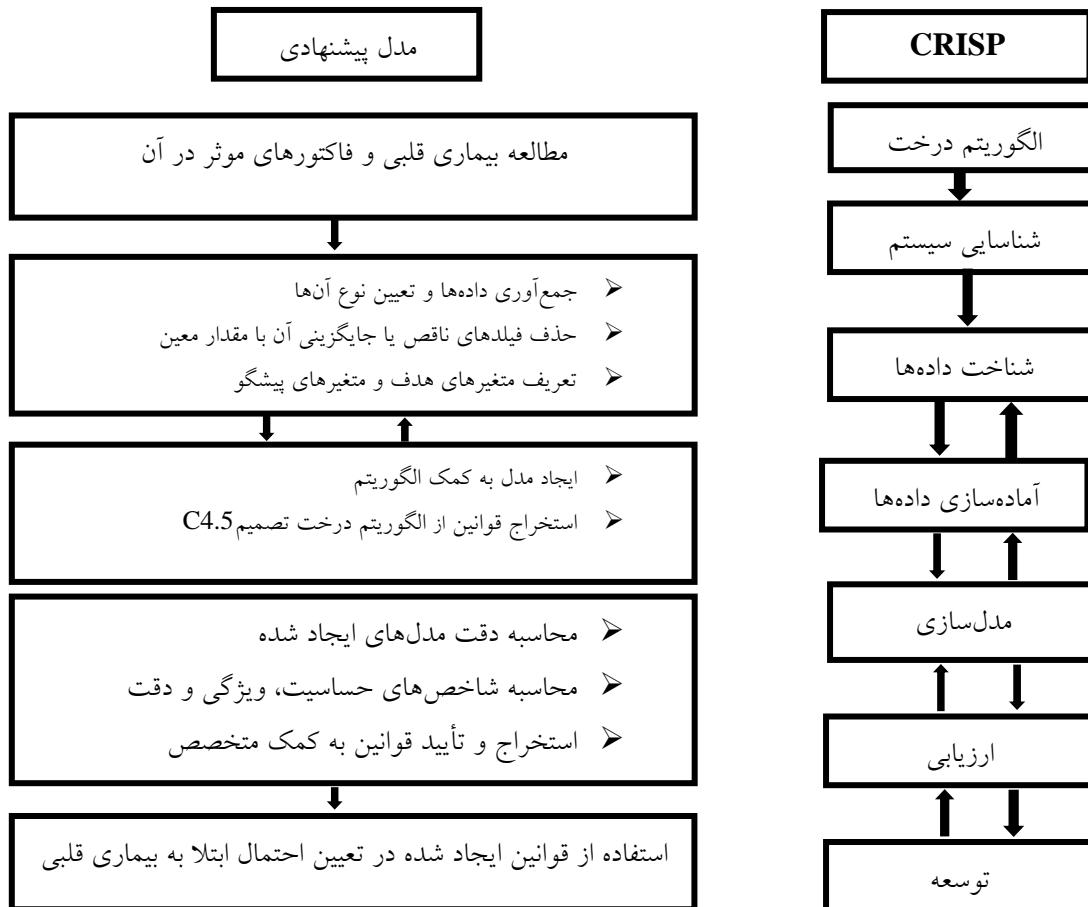 CRISP
الگوریتم درخت
شناسایی سیستم
شناخت داده‌ها
آماده‌سازی داده‌ها
مدل‌سازی
ارزیابی
توسعه
مدل پیشنهادی
مطالعه بیماری قلبی و فاکتورهای موثر در آن
➢ جمع‌آوری داده‌ها و تعیین نوع آن‌ها
➢ حذف فیلدهای ناقص یا جایگزینی آن با مقدار معین
➢ تعریف متغیرهای هدف و متغیرهای پیشگو
➢ ایجاد مدل به کمک الگوریتم
➢ استخراج قوانین از الگوریتم درخت تصمیم C4.5
➢ محاسبه دقت مدل‌های ایجاد شده
➢ محاسبه شاخص‌های حساسیت، ویژگی و دقت
➢ استخراج و تأیید قوانین به کمک متخصص
استفاده از قوانین ایجاد شده در تعیین احتمال ابتلا به بیماری قلبی